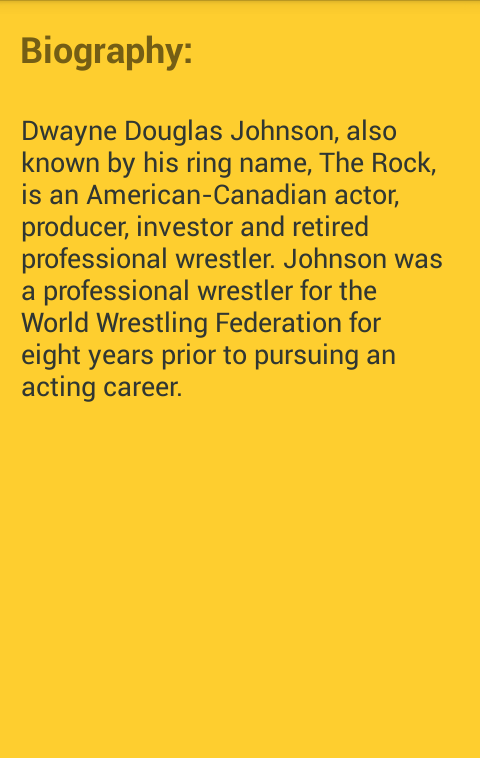 Biography:
Dwayne Douglas Johnson, also
known by his ring name, The Rock,
is an American-Canadian actor,
producer, investor and retired
professional wrestler. Johnson was
a professional wrestler for the
World Wrestling Federation for
eight years prior to pursuing an
acting career.